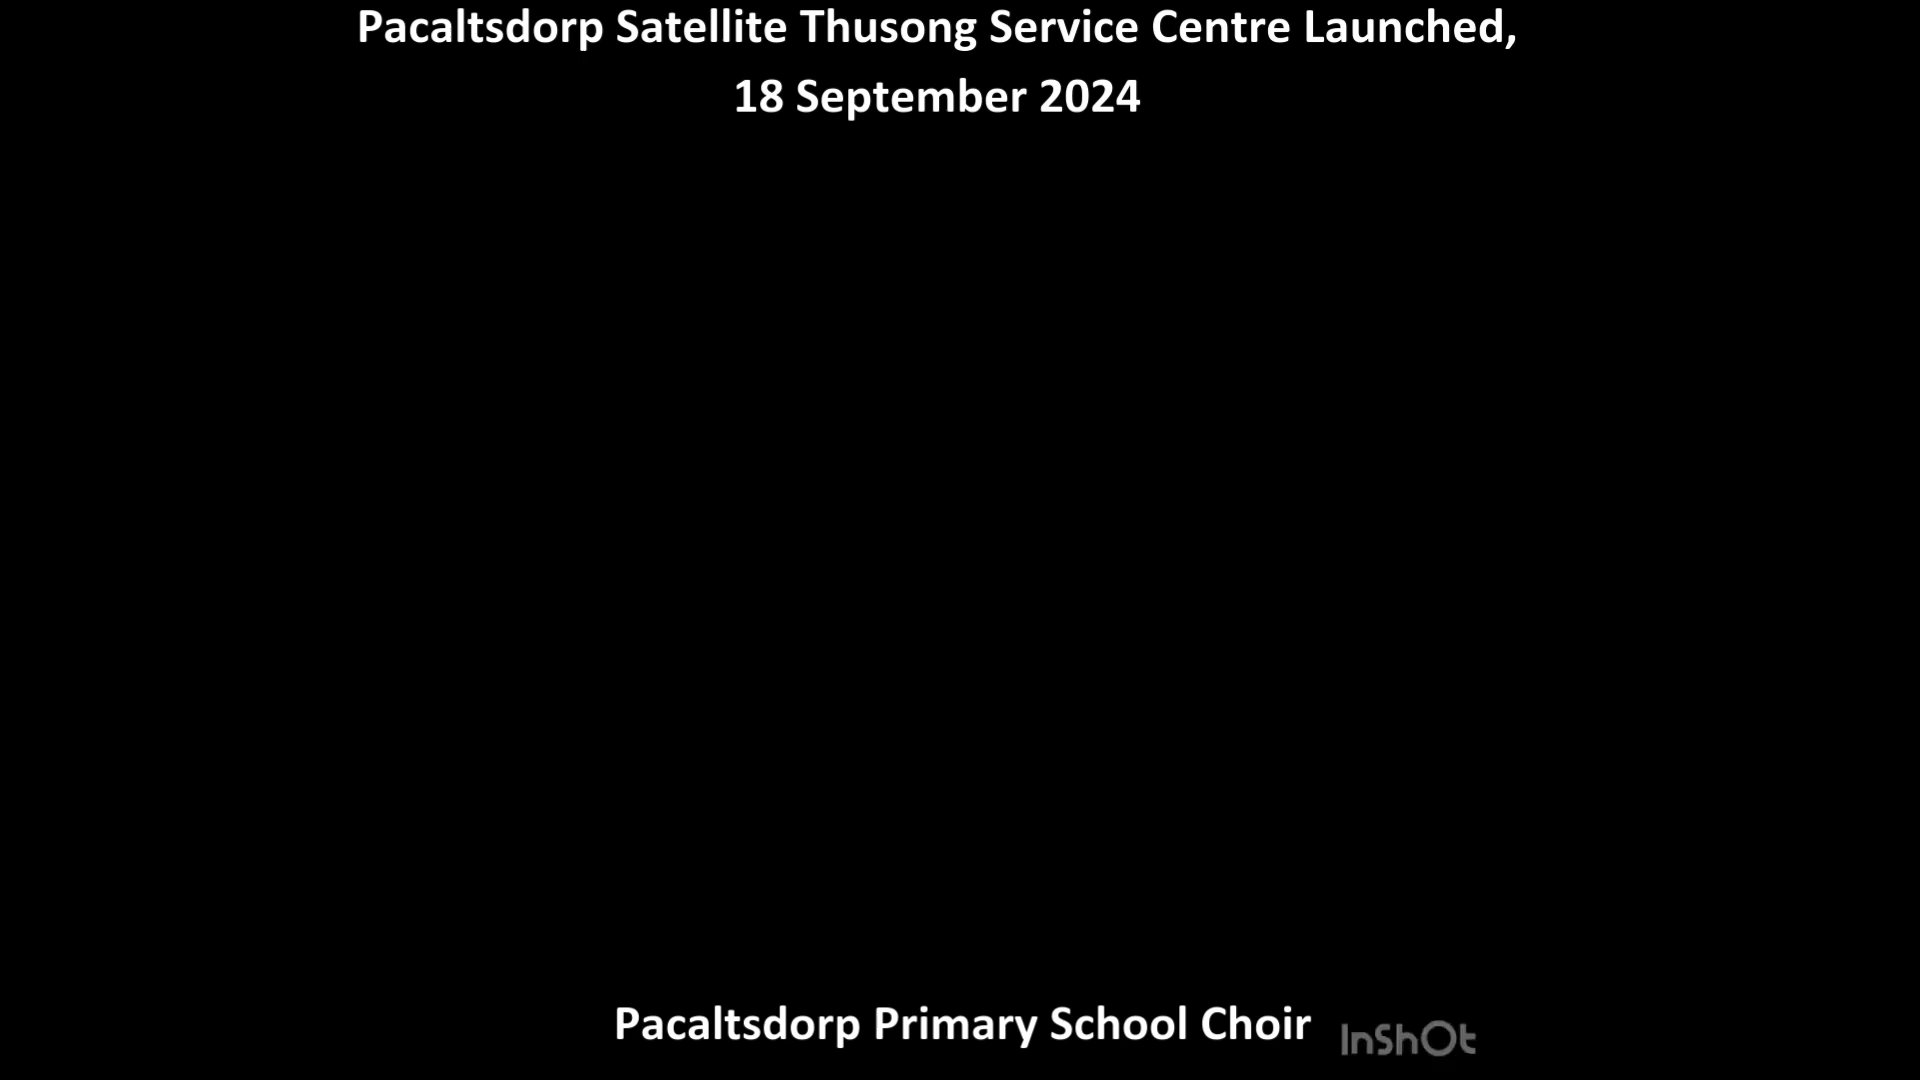 Pacaltsdorp Satellite Thusong Service Centre Launched,
18 September 2024
Pacaltsdorp Primary School Choir
InShOt